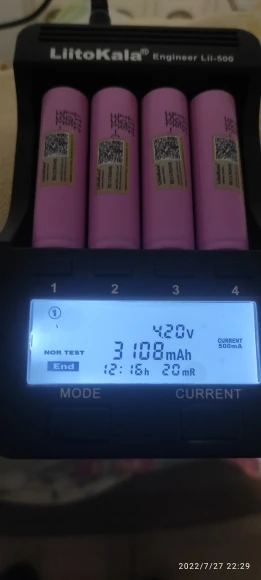 LiitoKala® Engineer Lii-500
1 2 3 4
1
4.20v
CURRENT
500mA
NOR TEST
3108mAh
End
12:16h 20mR
MODE CURRENT
2022/7/27 22:29